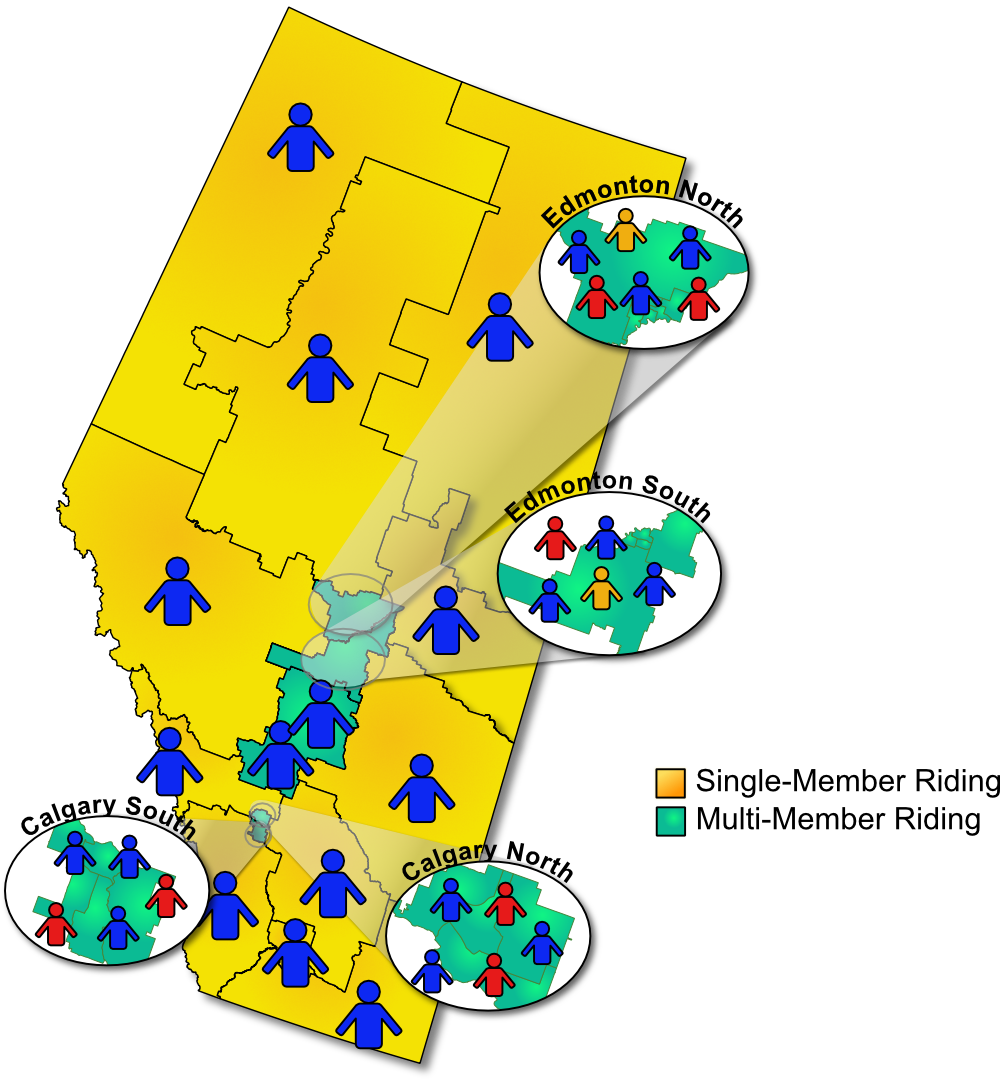 Edmonton North
Edmonton South
Single-Member Riding
Multi-Member Riding
Calgary South
Calgary North